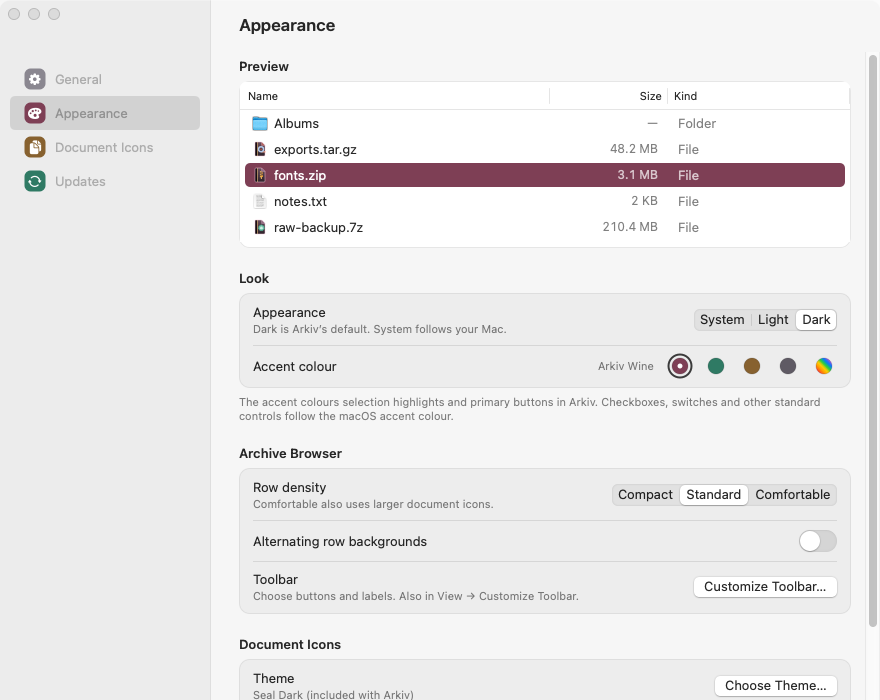 Appearance
General
Appearance
Document Icons
Updates
Preview
Name Size Kind
Albums — Folder
exports.tar.gz 48.2 MB File
fonts.zip 3.1 MB File
notes.txt 2 KB File
raw-backup.7z 210.4 MB File
Look
Appearance
Dark is Arkiv's default. System follows your Mac.
System Light Dark
Accent colour Arkiv Wine
The accent colours selection highlights and primary buttons in Arkiv. Checkboxes, switches and other standard
controls follow the macOS accent colour.
Archive Browser
Row density
Comfortable also uses larger document icons.
Compact Standard Comfortable
Alternating row backgrounds
Toolbar
Choose buttons and labels. Also in View → Customize Toolbar.
Customize Toolbar...
Document Icons
Theme
Seal Dark (included with Arkiv)
Choose Theme...